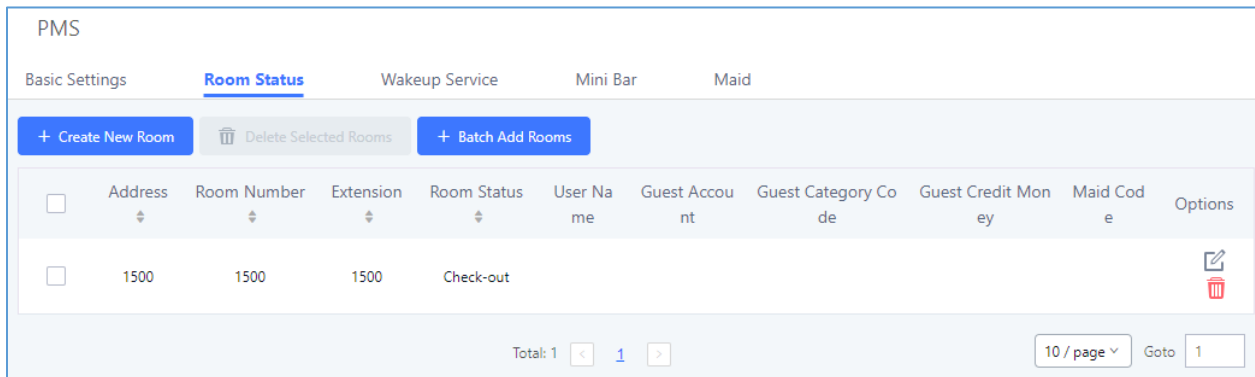 PMS
Basic Settings Room Status Wakeup Service Mini Bar Maid
+ Create New Room Delete Selected Rooms + Batch Add Rooms
Address Room Number Extension Room Status User Na Guest Accou Guest Category Co Guest Credit Mon Maid Cod Options
me nt de ey e
1500 1500 1500 Check-out
Total: 1 < 1 > 10 / page Goto 1